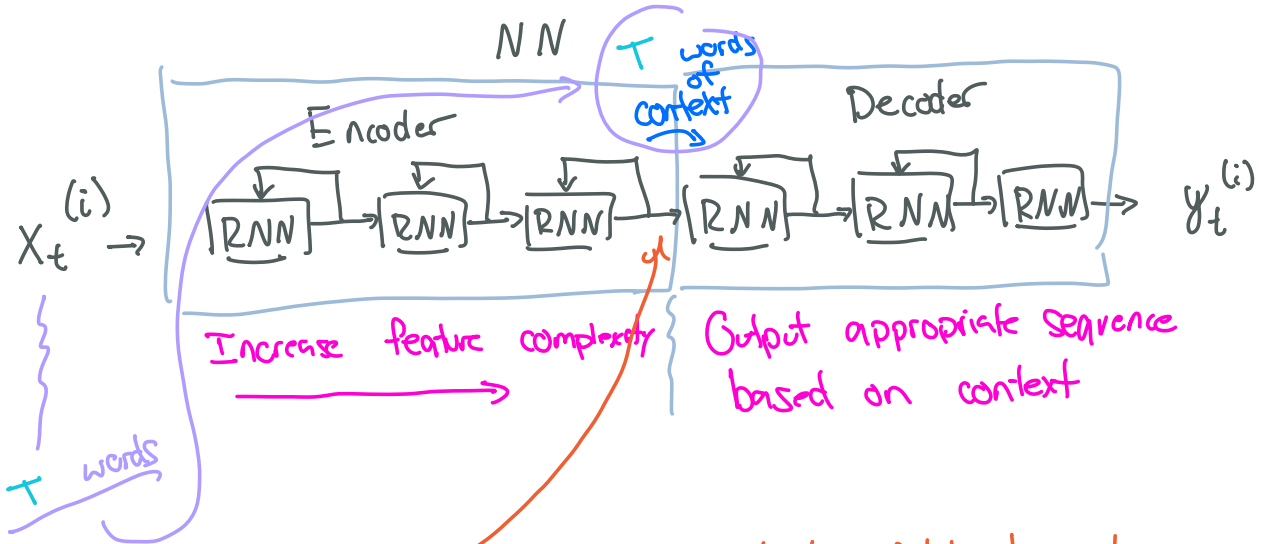 NN
T words
of
context
Encoder
Decoder
X_t^(i)
RNN
RNN
RNN
RNN
RNN
RNN
y_t^(i)
Increase feature complexity
Output appropriate sequence
based on context
T words